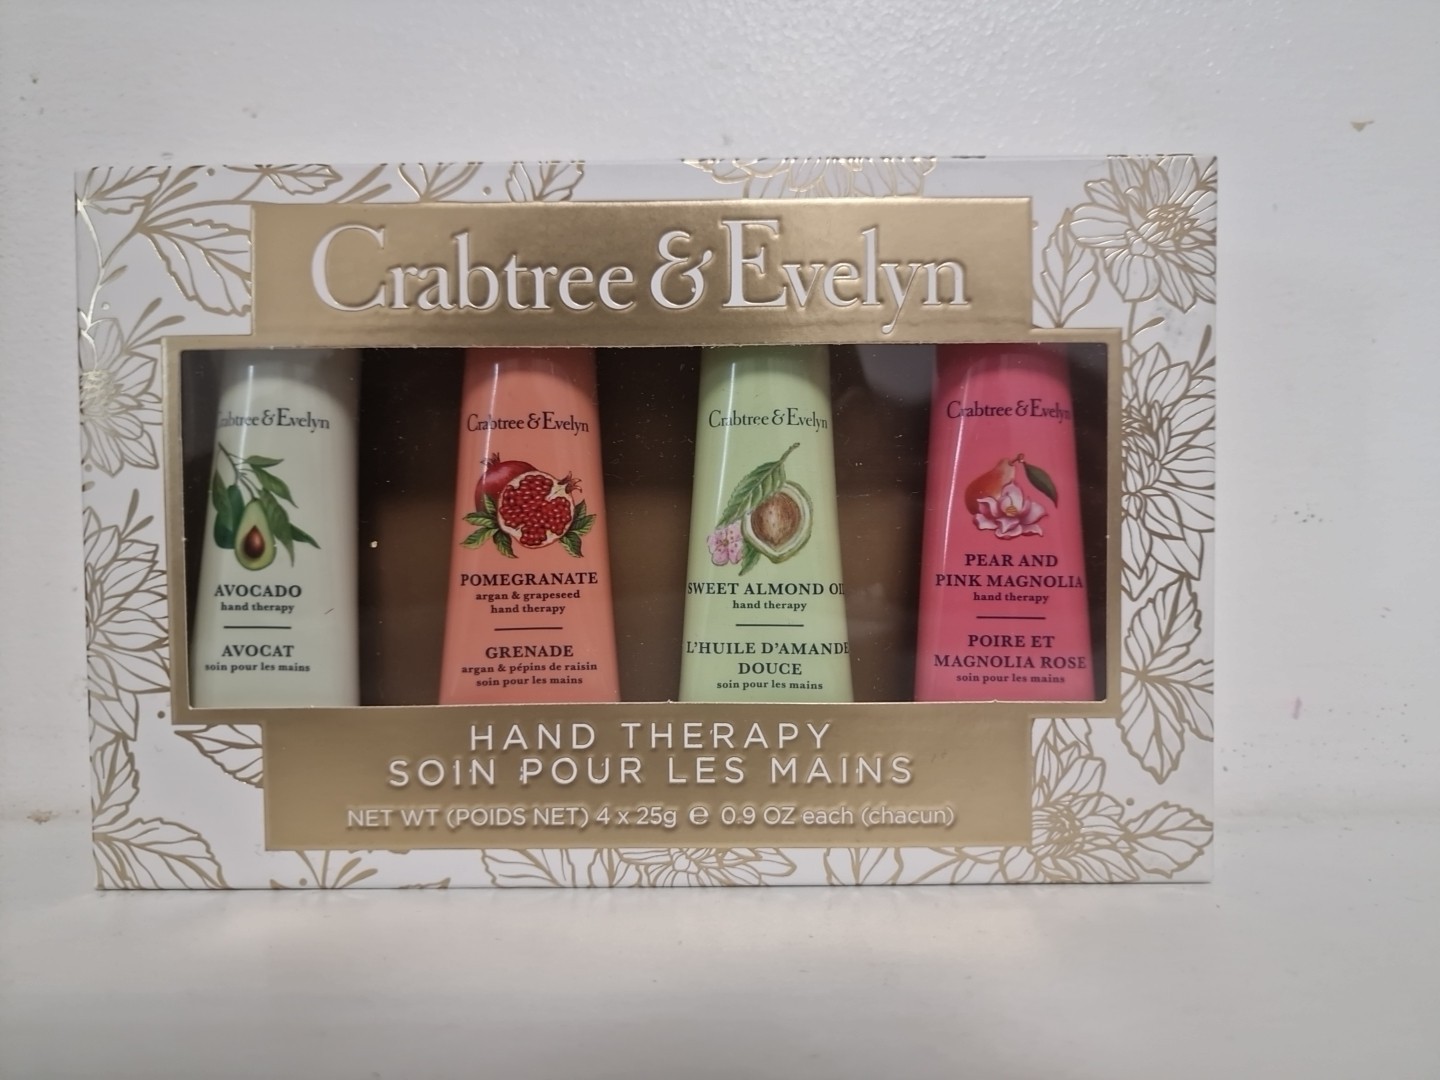 Crabtree & Evelyn
Crabtree & Evelyn
AVOCADO
hand therapy
AVOCAT
soin pour les mains
Crabtree & Evelyn
POMEGRANATE
argan & grapeseed
hand therapy
GRENADE
argan & pépins de raisin
soin pour les mains
Crabtree & Evelyn
SWEET ALMOND OIL
hand therapy
L'HUILE D'AMANDE
DOUCE
soin pour les mains
Crabtree & Evelyn
PEAR AND
PINK MAGNOLIA
hand therapy
POIRE ET
MAGNOLIA ROSE
soin pour les mains
HAND THERAPY
SOIN POUR LES MAINS
NET WT (POIDS NET) 4 x 25g ℮ 0.9 OZ each (chacun)